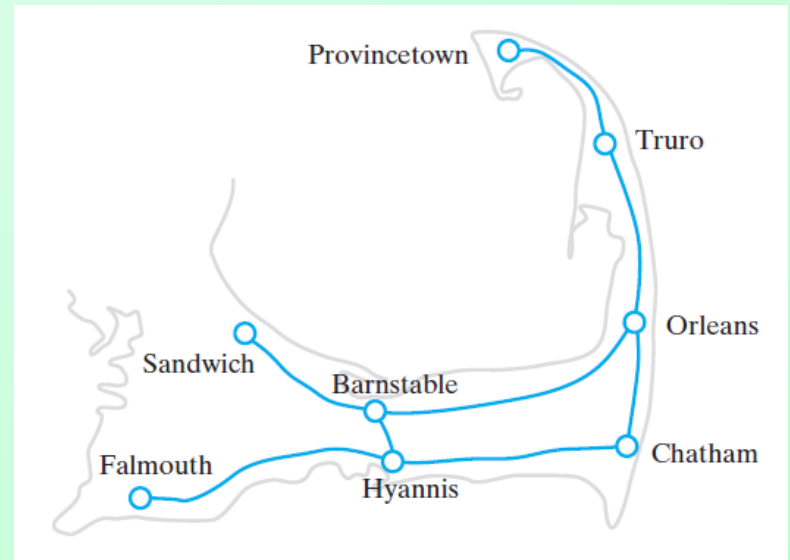 Provincetown
Truro
Orleans
Sandwich
Barnstable
Chatham
Falmouth
Hyannis